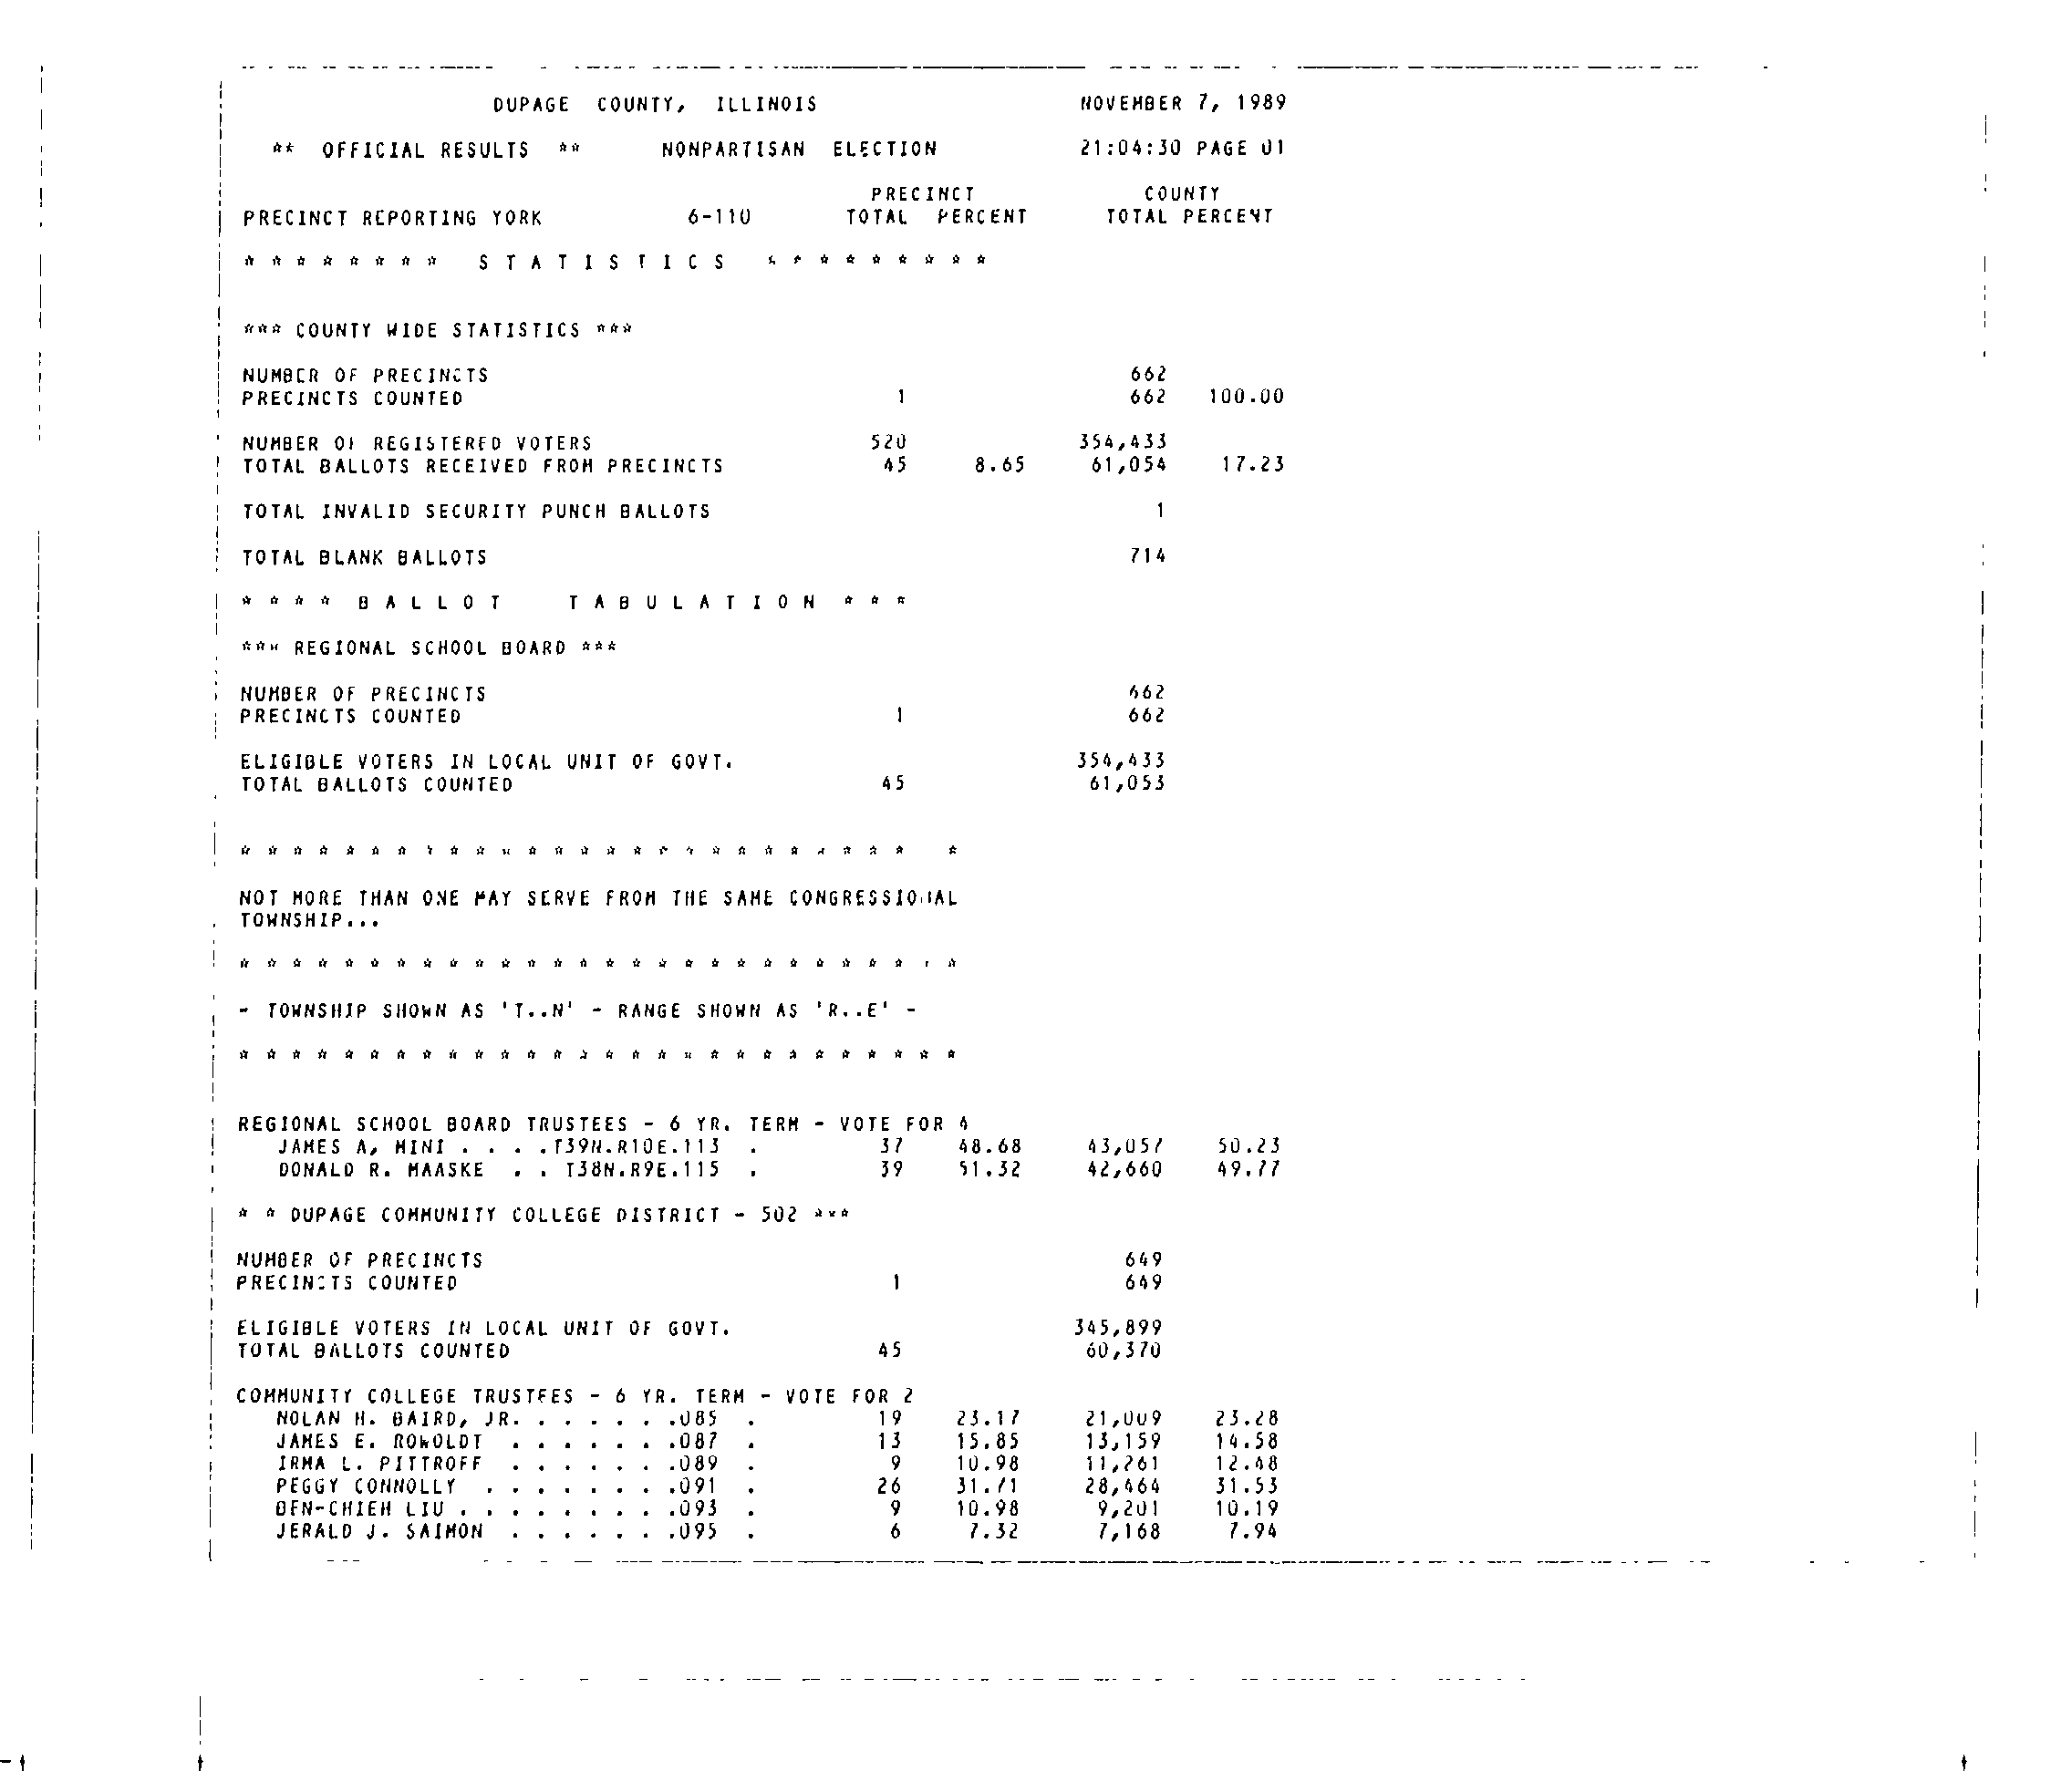 DUPAGE COUNTY, ILLINOIS NOVEMBER 7, 1989
** OFFICIAL RESULTS ** NONPARTISAN ELECTION 21:04:30 PAGE 01
PRECINCT COUNTY
PRECINCT REPORTING YORK 6-110 TOTAL PERCENT TOTAL PERCENT
* * * * * * * * S T A T I S T I C S * * * * * * * * *
*** COUNTY WIDE STATISTICS ***
NUMBER OF PRECINCTS 662
PRECINCTS COUNTED 1 662 100.00
NUMBER OF REGISTERED VOTERS 520 354,433
TOTAL BALLOTS RECEIVED FROM PRECINCTS 45 8.65 61,054 17.23
TOTAL INVALID SECURITY PUNCH BALLOTS 1
TOTAL BLANK BALLOTS 714
* * * * B A L L O T T A B U L A T I O N * * *
*** REGIONAL SCHOOL BOARD ***
NUMBER OF PRECINCTS 662
PRECINCTS COUNTED 1 662
ELIGIBLE VOTERS IN LOCAL UNIT OF GOVT. 354,433
TOTAL BALLOTS COUNTED 45 61,053
* * * * * * * * * * * * * * * * * * * * * * * * * * *
NOT MORE THAN ONE MAY SERVE FROM THE SAME CONGRESSIONAL
TOWNSHIP...
* * * * * * * * * * * * * * * * * * * * * * * * * * * *
- TOWNSHIP SHOWN AS 'T..N' - RANGE SHOWN AS 'R..E' -
* * * * * * * * * * * * * * * * * * * * * * * * * * * *
REGIONAL SCHOOL BOARD TRUSTEES - 6 YR. TERM - VOTE FOR 4
JAMES A, MINI . . . .T39N.R10E.113 . 37 48.68 43,057 50.23
DONALD R. MAASKE . . T38N.R9E.115 . 39 51.32 42,660 49.77
* * DUPAGE COMMUNITY COLLEGE DISTRICT - 502 ***
NUMBER OF PRECINCTS 649
PRECINCTS COUNTED 1 649
ELIGIBLE VOTERS IN LOCAL UNIT OF GOVT. 345,899
TOTAL BALLOTS COUNTED 45 60,370
COMMUNITY COLLEGE TRUSTEES - 6 YR. TERM - VOTE FOR 2
NOLAN H. BAIRD, JR. . . . . . .085 . 19 23.17 21,009 23.28
JAMES E. ROWOLDT . . . . . . .087 . 13 15.85 13,159 14.58
IRMA L. PITTROFF . . . . . . .089 . 9 10.98 11,261 12.48
PEGGY CONNOLLY . . . . . . . .091 . 26 31.71 28,464 31.53
BEN-CHIEH LIU . . . . . . . . .093 . 9 10.98 9,201 10.19
JERALD J. SAIMON . . . . . . .095 . 6 7.32 7,168 7.94